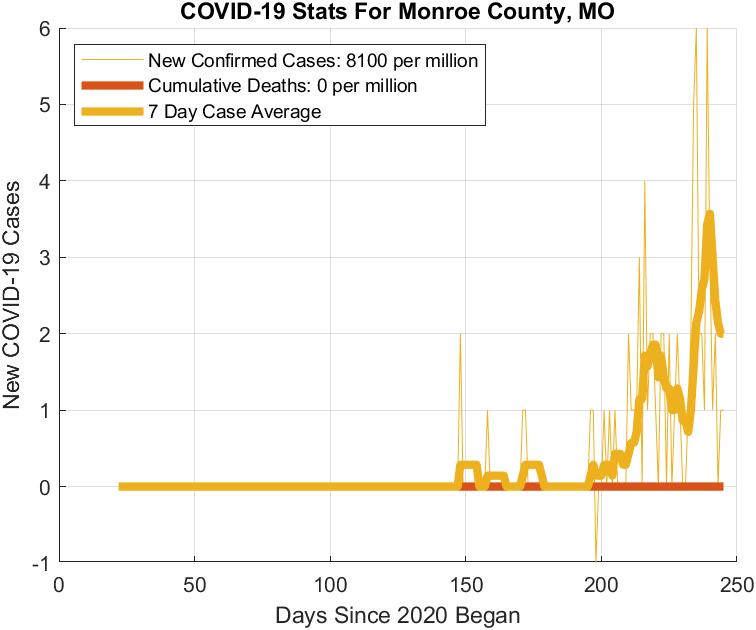 COVID-19 Stats For Monroe County, MO
6
New Confirmed Cases: 8100 per million
Cumulative Deaths: 0 per million
7 Day Case Average
5
4
3
2
1
0
-1
New COVID-19 Cases
0 50 100 150 200 250
Days Since 2020 Began